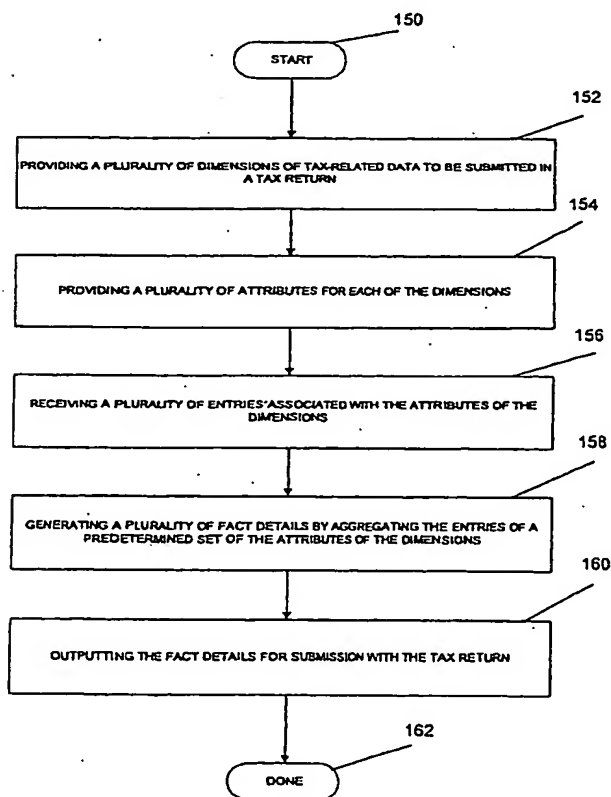 150
START
152
PROVIDING A PLURALITY OF DIMENSIONS OF TAX-RELATED DATA TO BE SUBMITTED IN
A TAX RETURN
154
PROVIDING A PLURALITY OF ATTRIBUTES FOR EACH OF THE DIMENSIONS
156
RECEIVING A PLURALITY OF ENTRIES ASSOCIATED WITH THE ATTRIBUTES OF THE
DIMENSIONS
158
GENERATING A PLURALITY OF FACT DETAILS BY AGGREGATING THE ENTRIES OF A
PREDETERMINED SET OF THE ATTRIBUTES OF THE DIMENSIONS
160
OUTPUTTING THE FACT DETAILS FOR SUBMISSION WITH THE TAX RETURN
162
DONE